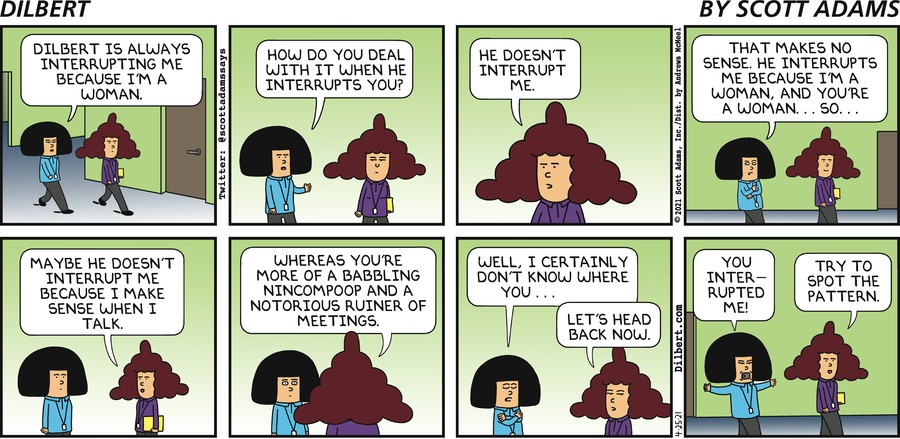 DILBERT
BY SCOTT ADAMS
DILBERT IS ALWAYS
INTERRUPTING ME
BECAUSE I'M A
WOMAN.
Twitter: @scottadamssays
HOW DO YOU DEAL
WITH IT WHEN HE
INTERRUPTS YOU?
HE DOESN'T
INTERRUPT
ME.
© 2021 Scott Adams, Inc./Dist. by Andrews McMeel
THAT MAKES NO
SENSE. HE INTERRUPTS
ME BECAUSE I'M A
WOMAN, AND YOU'RE
A WOMAN... SO...
MAYBE HE DOESN'T
INTERRUPT ME
BECAUSE I MAKE
SENSE WHEN I
TALK.
WHEREAS YOU'RE
MORE OF A BABBLING
NINCOMPOOP AND A
NOTORIOUS RUINER OF
MEETINGS.
WELL, I CERTAINLY
DON'T KNOW WHERE
YOU...
LET'S HEAD
BACK NOW.
4-25-21 Dilbert.com
YOU
INTER-
RUPTED
ME!
TRY TO
SPOT THE
PATTERN.